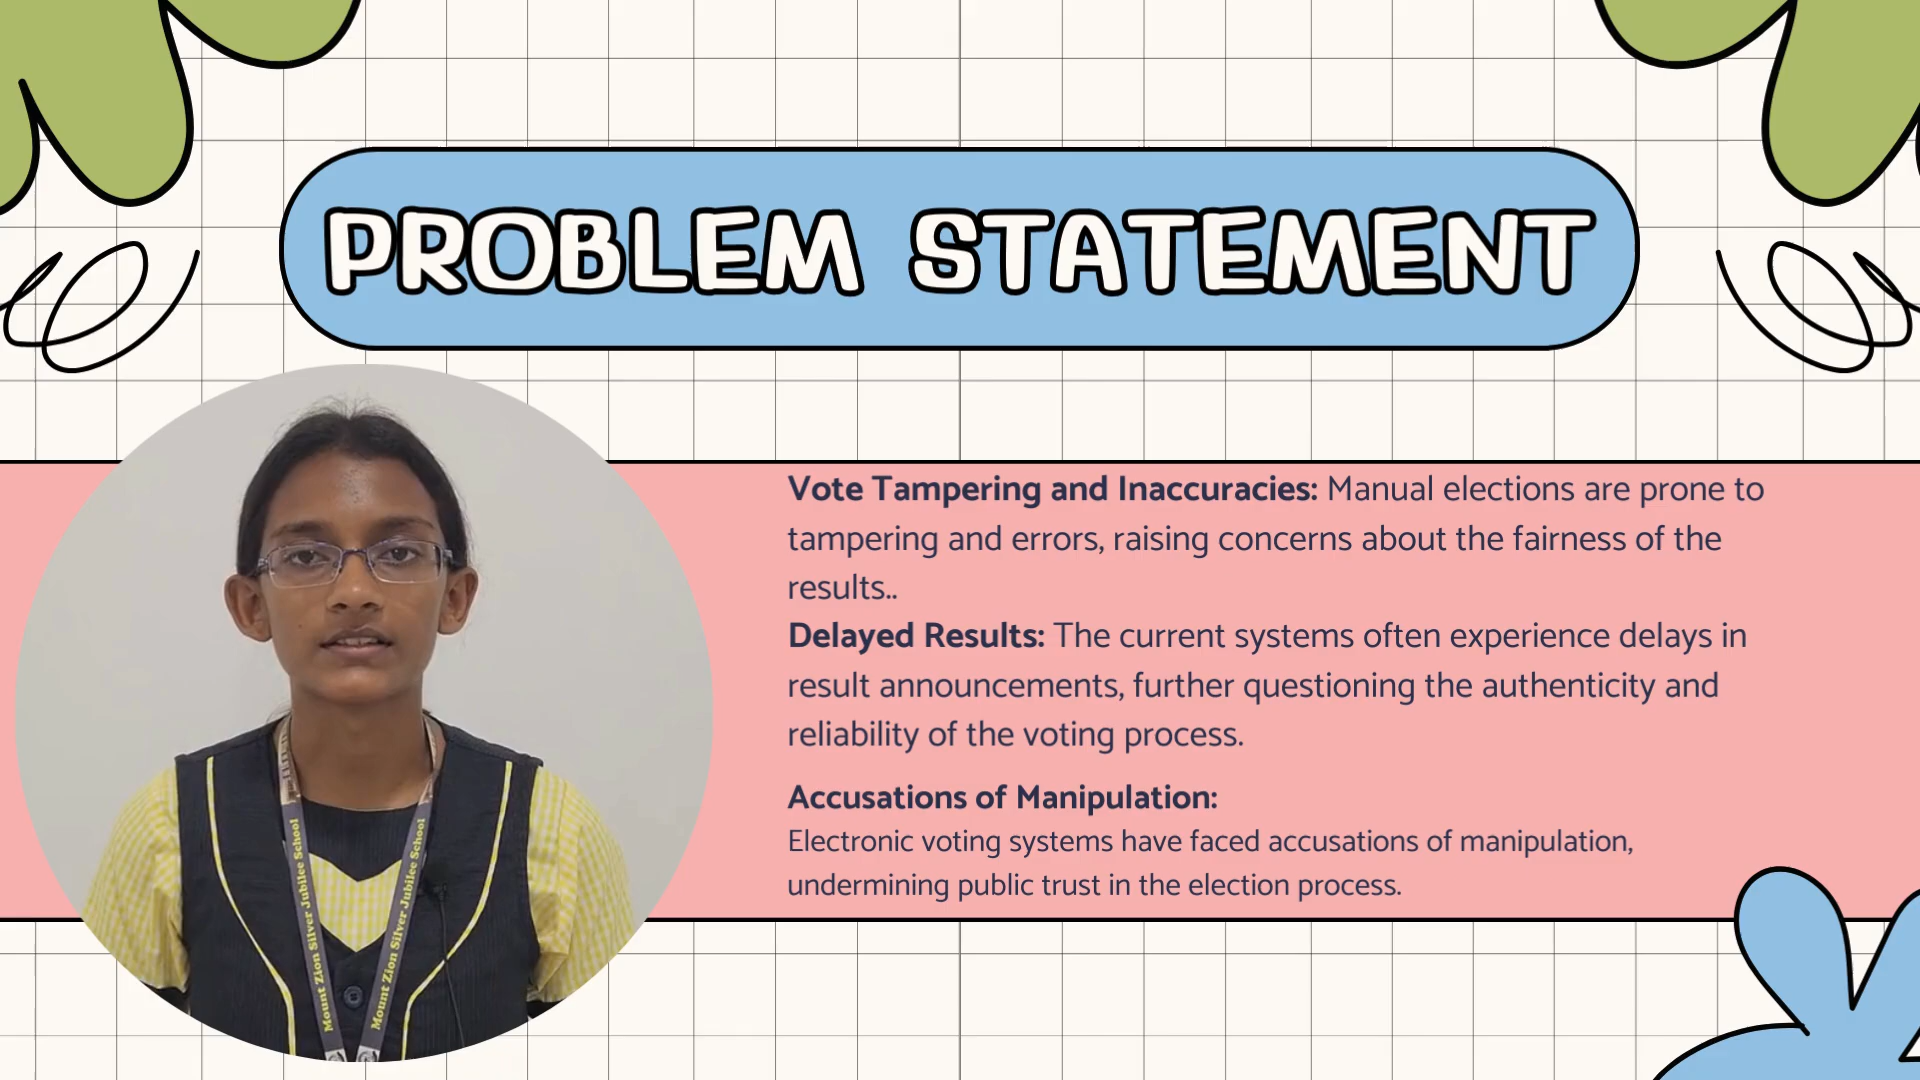 PROBLEM STATEMENT
Vote Tampering and Inaccuracies: Manual elections are prone to
tampering and errors, raising concerns about the fairness of the
results..
Delayed Results: The current systems often experience delays in
result announcements, further questioning the authenticity and
reliability of the voting process.
Accusations of Manipulation:
Electronic voting systems have faced accusations of manipulation,
undermining public trust in the election process.
Mount Zion Silver Jubilee School
Mount Zion Silver Jubilee School